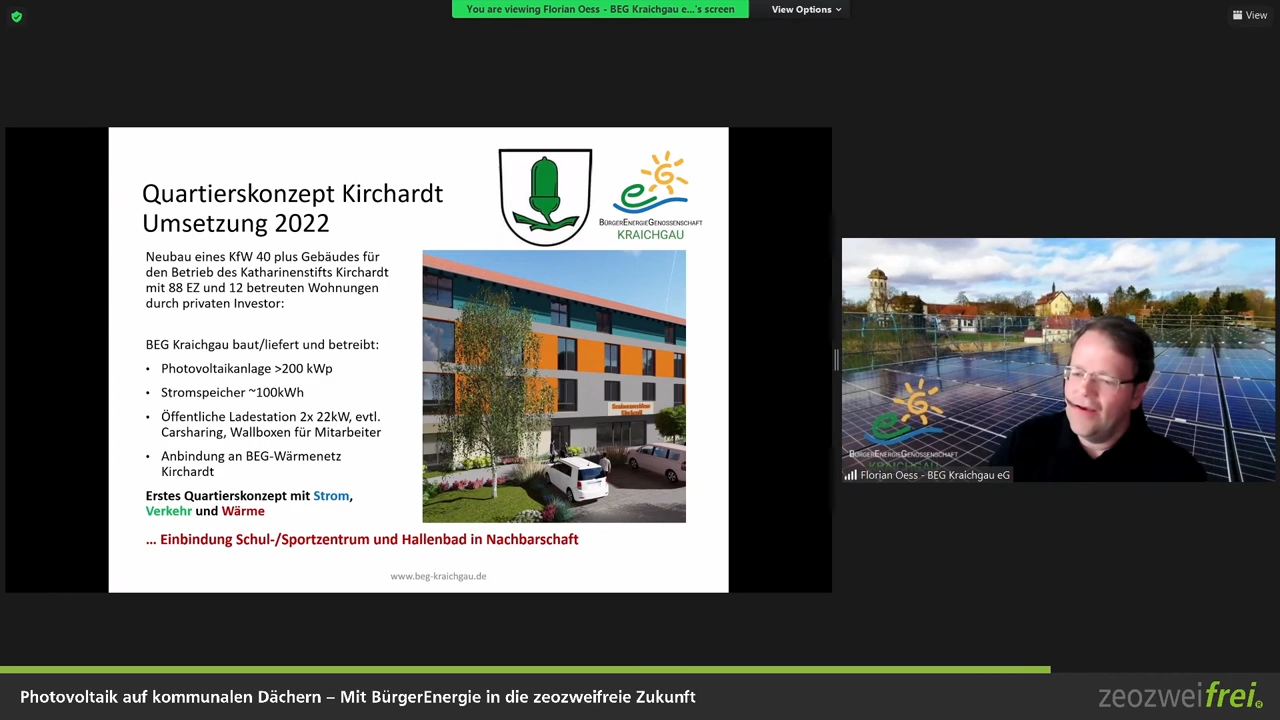 You are viewing Florian Oess - BEG Kraichgau e...'s screen
View Options
View
Quartierskonzept Kirchardt
Umsetzung 2022
BÜRGERENERGIEGENOSSENSCHAFT
KRAICHGAU
Neubau eines KfW 40 plus Gebäudes für
den Betrieb des Katharinenstifts Kirchardt
mit 88 EZ und 12 betreuten Wohnungen
durch privaten Investor:
BEG Kraichgau baut/liefert und betreibt:
• Photovoltaikanlage >200 kWp
• Stromspeicher ~100kWh
• Öffentliche Ladestation 2x 22kW, evtl.
Carsharing, Wallboxen für Mitarbeiter
• Anbindung an BEG-Wärmenetz
Kirchardt
Erstes Quartierskonzept mit Strom,
Verkehr und Wärme
... Einbindung Schul-/Sportzentrum und Hallenbad in Nachbarschaft
www.beg-kraichgau.de
BÜRGERENERGIEGENOSSENSCHAFT
KRAICHGAU
Florian Oess - BEG Kraichgau eG
Photovoltaik auf kommunalen Dächern – Mit BürgerEnergie in die zeozweifreie Zukunft
zeozweifrei.